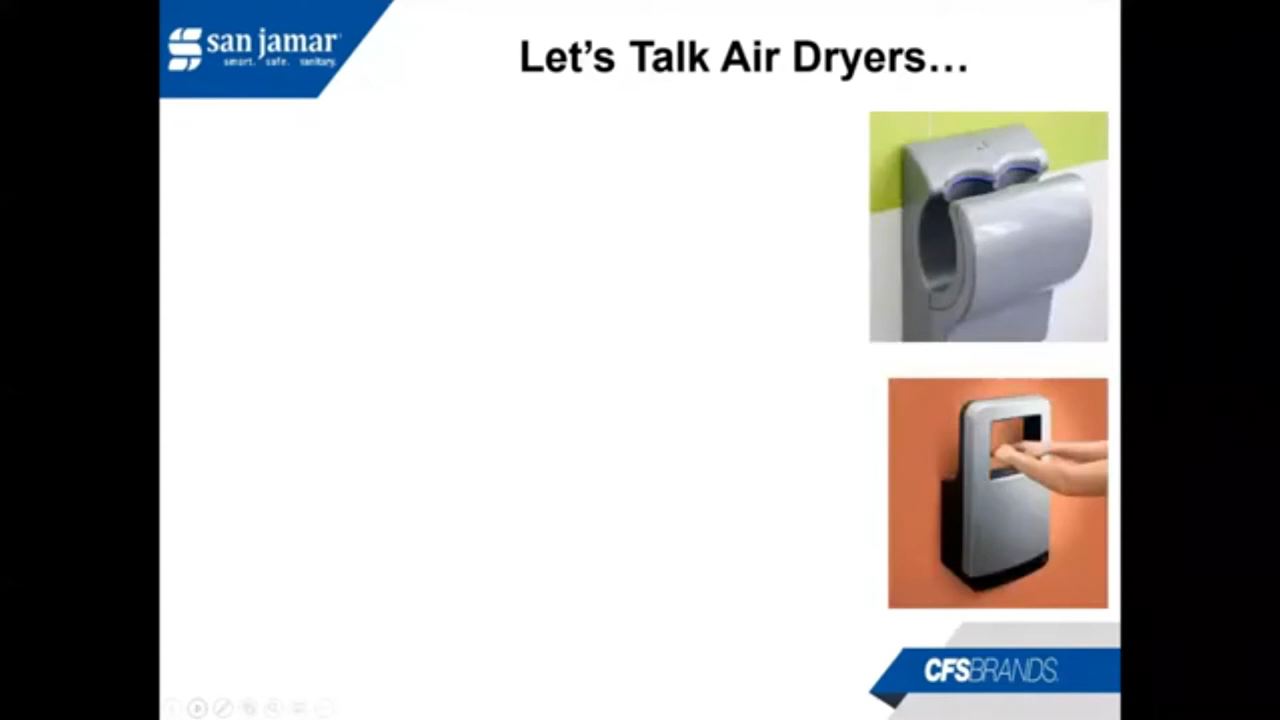 san jamar
smart. safe. sanitary.
Let's Talk Air Dryers…
CFSBRANDS.